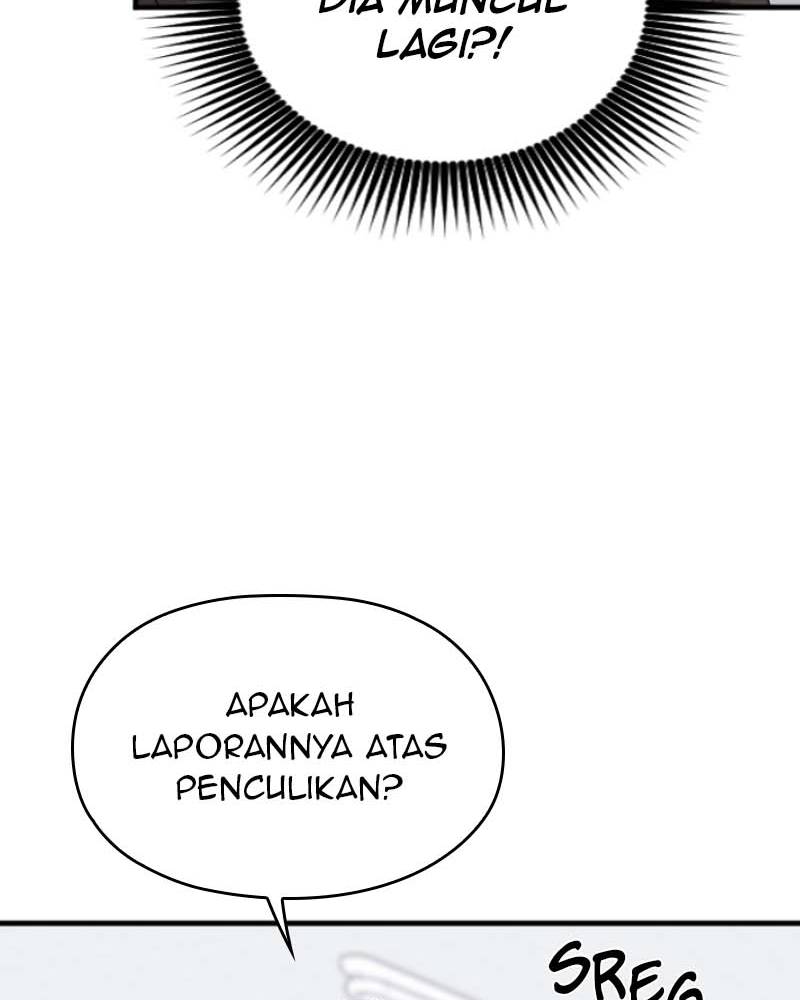 DIA MUNCUL
LAGI?!
APAKAH
LAPORANNYA ATAS
PENCULIKAN?
SREG